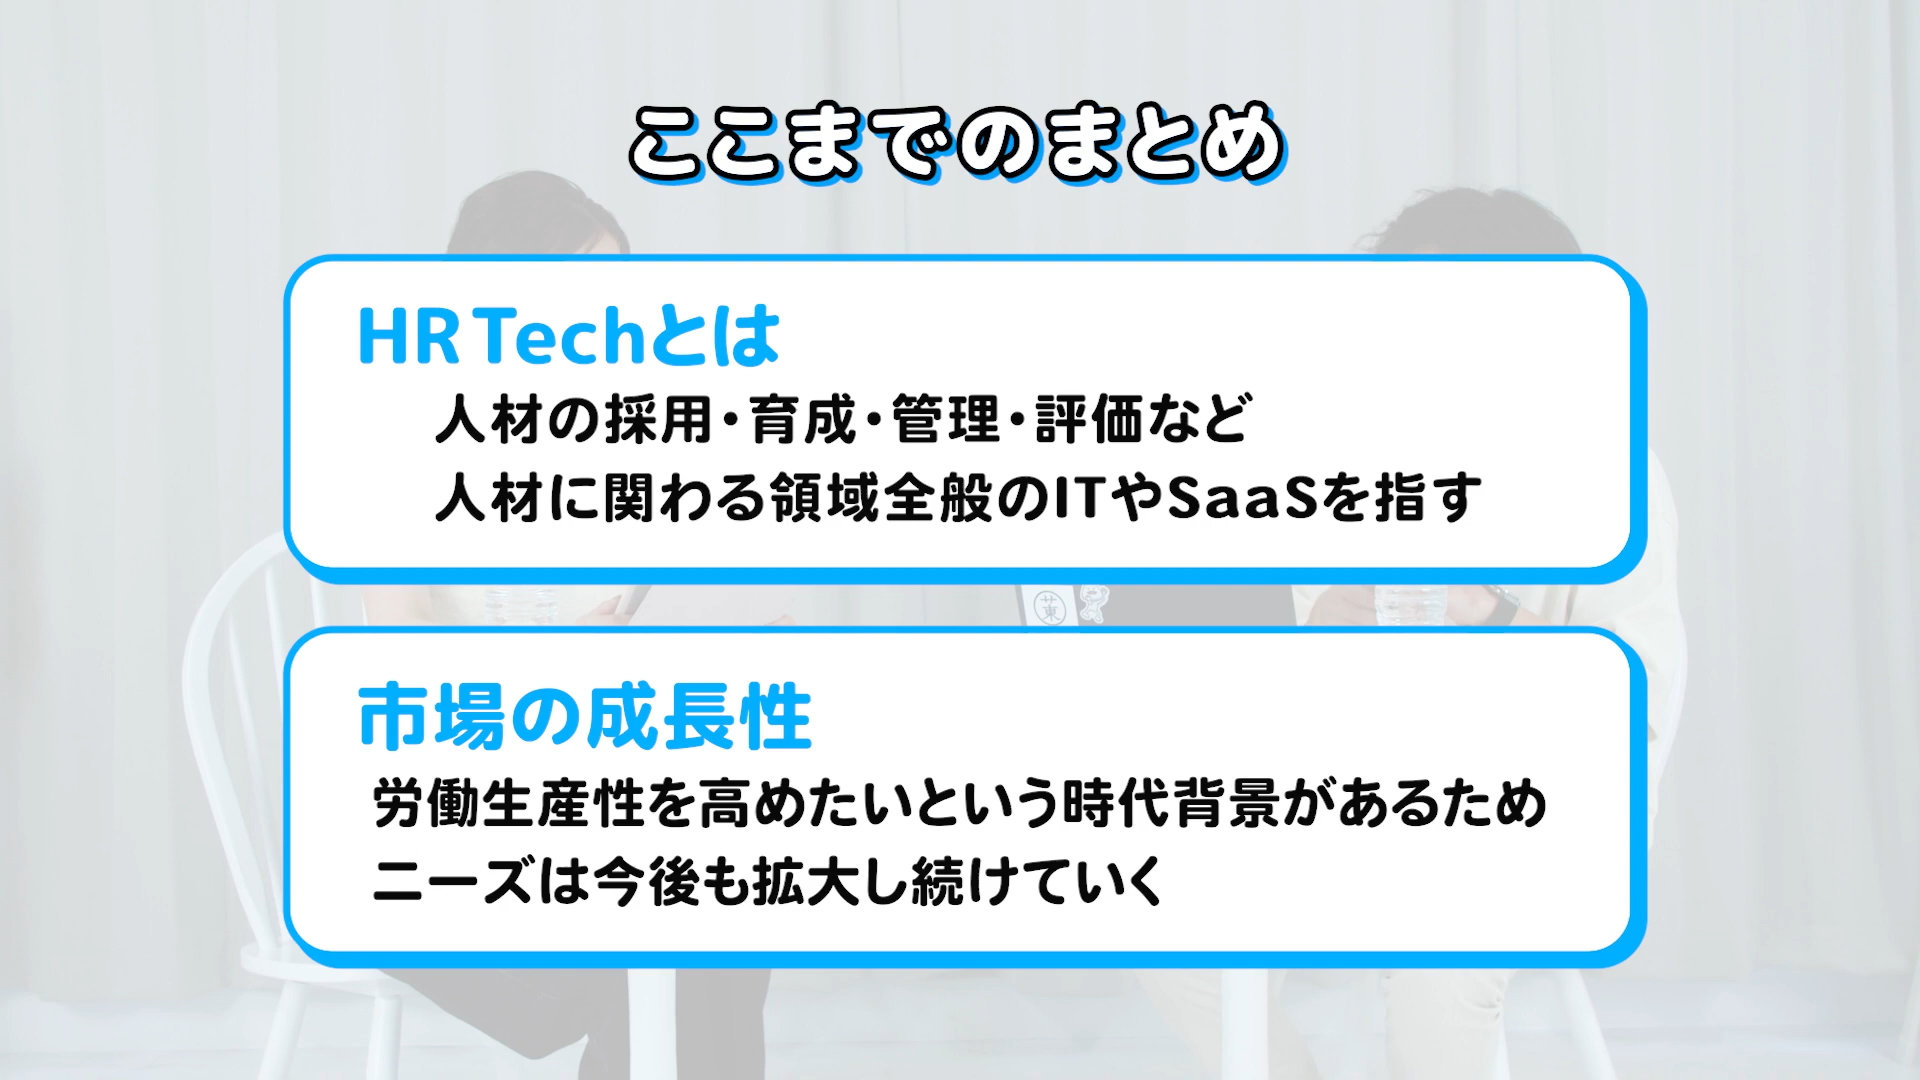 ここまでのまとめ
HR Techとは
人材の採用・育成・管理・評価など
人材に関わる領域全般のITやSaaSを指す
サ東
市場の成長性
労働生産性を高めたいという時代背景があるため
ニーズは今後も拡大し続けていく